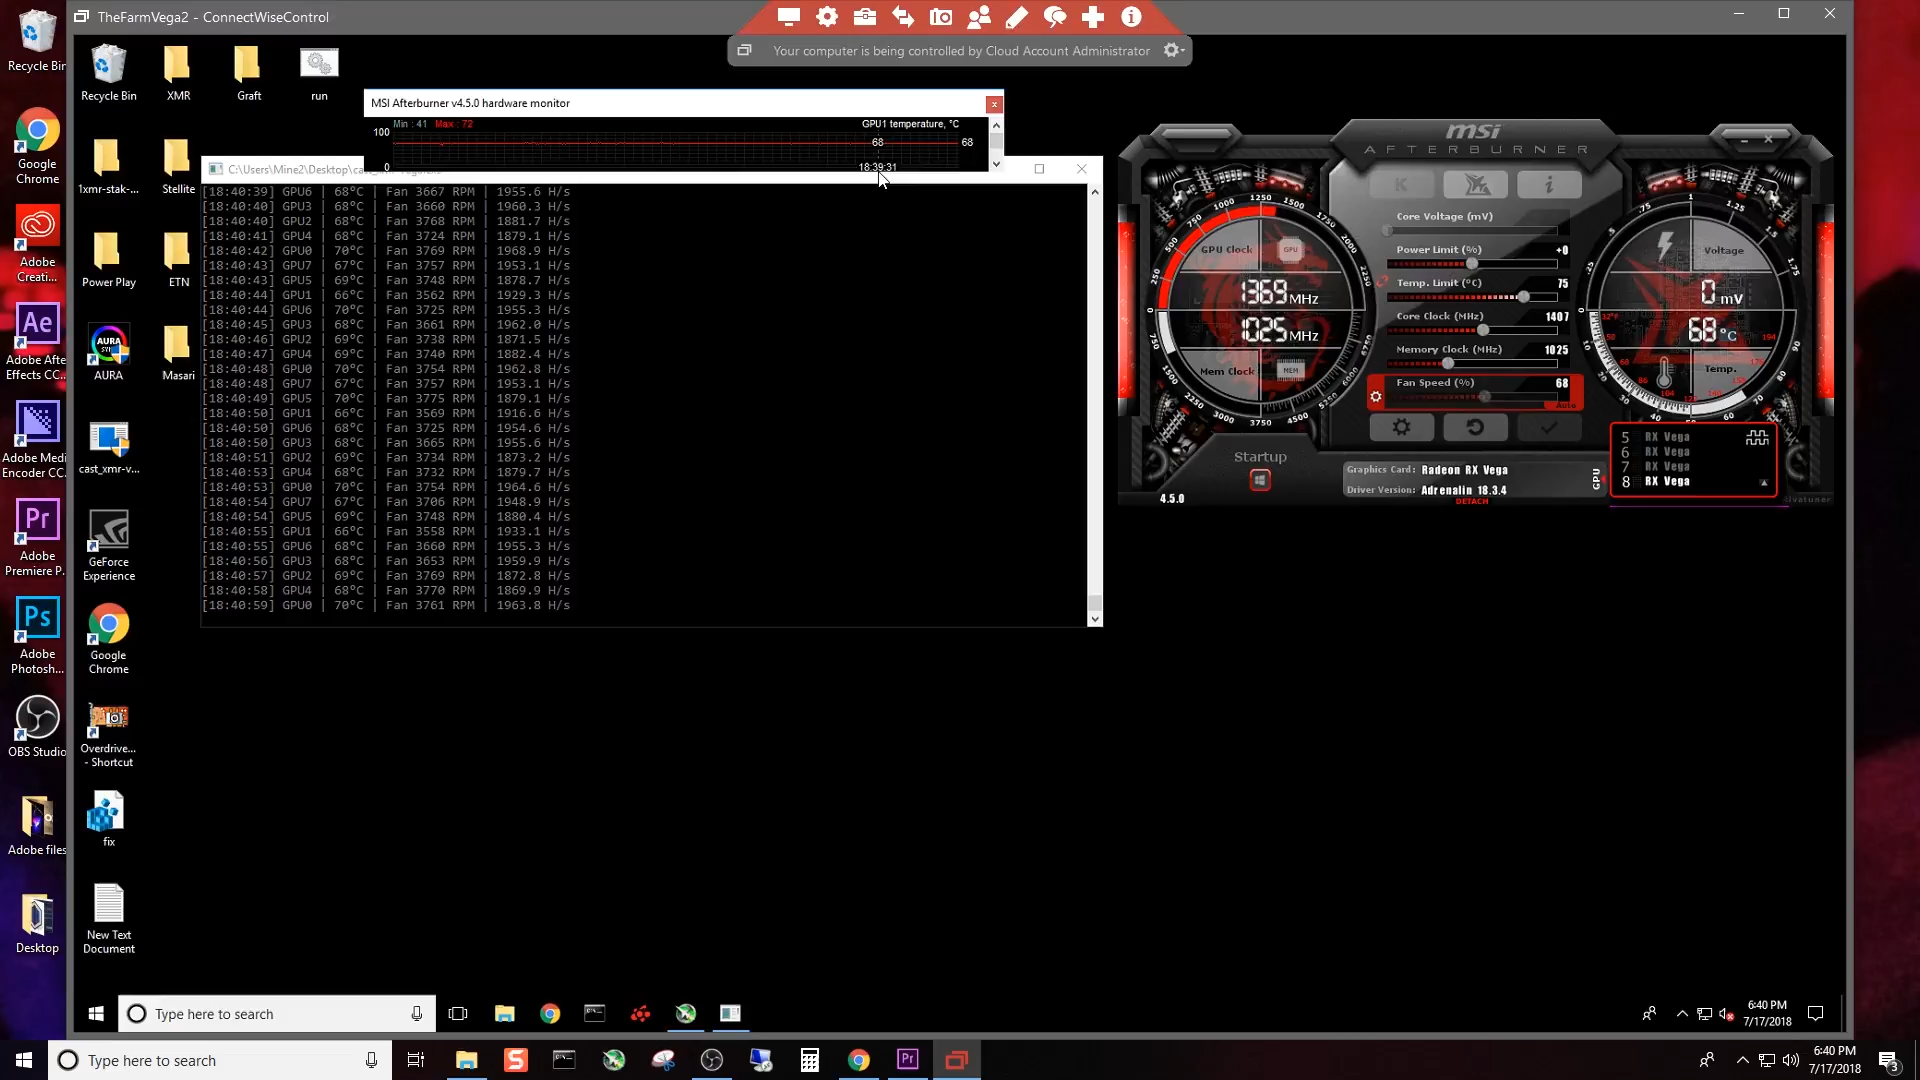 TheFarmVega2 - ConnectWiseControl
Your computer is being controlled by Cloud Account Administrator
Recycle Bin
Google Chrome
Adobe Creati...
Adobe Afte
Effects CC..
Adobe Medi
Encoder CC.
Adobe
Premiere P.
Adobe
Photosh...
OBS Studio
Adobe files
Desktop
Recycle Bin
XMR
Graft
run
1xmr-stak-...
Stellite
Power Play
ETN
AURA
Masari
cast_xmr-v...
GeForce
Experience
Google
Chrome
Overdrive...
- Shortcut
fix
New Text
Document
MSI Afterburner v4.5.0 hardware monitor
Min : 41 Max : 72
GPU1 temperature, °C
100
68
68
0
18:39:31
[18:40:39] GPU6 | 68°C | Fan 3667 RPM | 1955.6 H/s
[18:40:40] GPU3 | 68°C | Fan 3660 RPM | 1960.3 H/s
[18:40:40] GPU2 | 68°C | Fan 3768 RPM | 1881.7 H/s
[18:40:41] GPU4 | 68°C | Fan 3724 RPM | 1879.1 H/s
[18:40:42] GPU0 | 70°C | Fan 3769 RPM | 1968.9 H/s
[18:40:43] GPU7 | 67°C | Fan 3757 RPM | 1953.1 H/s
[18:40:43] GPU5 | 69°C | Fan 3748 RPM | 1878.7 H/s
[18:40:44] GPU1 | 66°C | Fan 3562 RPM | 1929.3 H/s
[18:40:44] GPU6 | 70°C | Fan 3725 RPM | 1955.3 H/s
[18:40:45] GPU3 | 68°C | Fan 3661 RPM | 1962.0 H/s
[18:40:46] GPU2 | 69°C | Fan 3738 RPM | 1871.5 H/s
[18:40:47] GPU4 | 69°C | Fan 3740 RPM | 1882.4 H/s
[18:40:48] GPU0 | 70°C | Fan 3754 RPM | 1962.8 H/s
[18:40:48] GPU7 | 67°C | Fan 3757 RPM | 1953.1 H/s
[18:40:49] GPU5 | 70°C | Fan 3775 RPM | 1879.1 H/s
[18:40:50] GPU1 | 66°C | Fan 3569 RPM | 1916.6 H/s
[18:40:50] GPU6 | 68°C | Fan 3725 RPM | 1954.6 H/s
[18:40:50] GPU3 | 68°C | Fan 3665 RPM | 1955.6 H/s
[18:40:51] GPU2 | 69°C | Fan 3734 RPM | 1873.2 H/s
[18:40:53] GPU4 | 68°C | Fan 3732 RPM | 1879.7 H/s
[18:40:53] GPU0 | 70°C | Fan 3754 RPM | 1964.6 H/s
[18:40:54] GPU7 | 67°C | Fan 3706 RPM | 1948.9 H/s
[18:40:54] GPU5 | 69°C | Fan 3748 RPM | 1880.4 H/s
[18:40:55] GPU1 | 66°C | Fan 3558 RPM | 1933.1 H/s
[18:40:55] GPU6 | 68°C | Fan 3660 RPM | 1955.3 H/s
[18:40:56] GPU3 | 68°C | Fan 3653 RPM | 1959.9 H/s
[18:40:57] GPU2 | 69°C | Fan 3769 RPM | 1872.8 H/s
[18:40:58] GPU4 | 68°C | Fan 3770 RPM | 1869.9 H/s
[18:40:59] GPU0 | 70°C | Fan 3761 RPM | 1963.8 H/s
msi
AFTERBURNER
K
i
GPU Clock
GPU
1369 MHz
1025 MHz
Mem Clock
MEM
Core Voltage (mV)
Power Limit (%) +0
Temp. Limit (°C) 75
Core Clock (MHz) 1407
Memory Clock (MHz) 1025
Fan Speed (%) 68
Auto
Voltage
0 mV
68 °C
Temp.
Startup
4.5.0
Graphics Card: Radeon RX Vega
Driver Version: Adrenalin 18.3.4
DETACH
GPU
5 RX Vega
6 RX Vega
7 RX Vega
8 RX Vega
Rivatuner
Type here to search
6:40 PM
7/17/2018
Type here to search
6:40 PM
7/17/2018
3